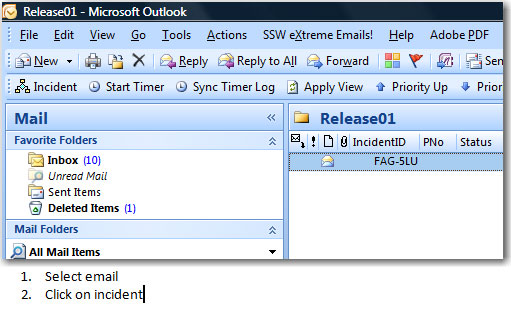 Release01 - Microsoft Outlook
File Edit View Go Tools Actions SSW eXtreme Emails! Help Adobe PDF
New Reply Reply to All Forward Sen
Incident Start Timer Sync Timer Log Apply View Priority Up Prior
Mail
Release01
Favorite Folders
IncidentID PNo Status
Inbox (10)
FAG-5LU
Unread Mail
Sent Items
Deleted Items (1)
Mail Folders
All Mail Items
1. Select email
2. Click on incident